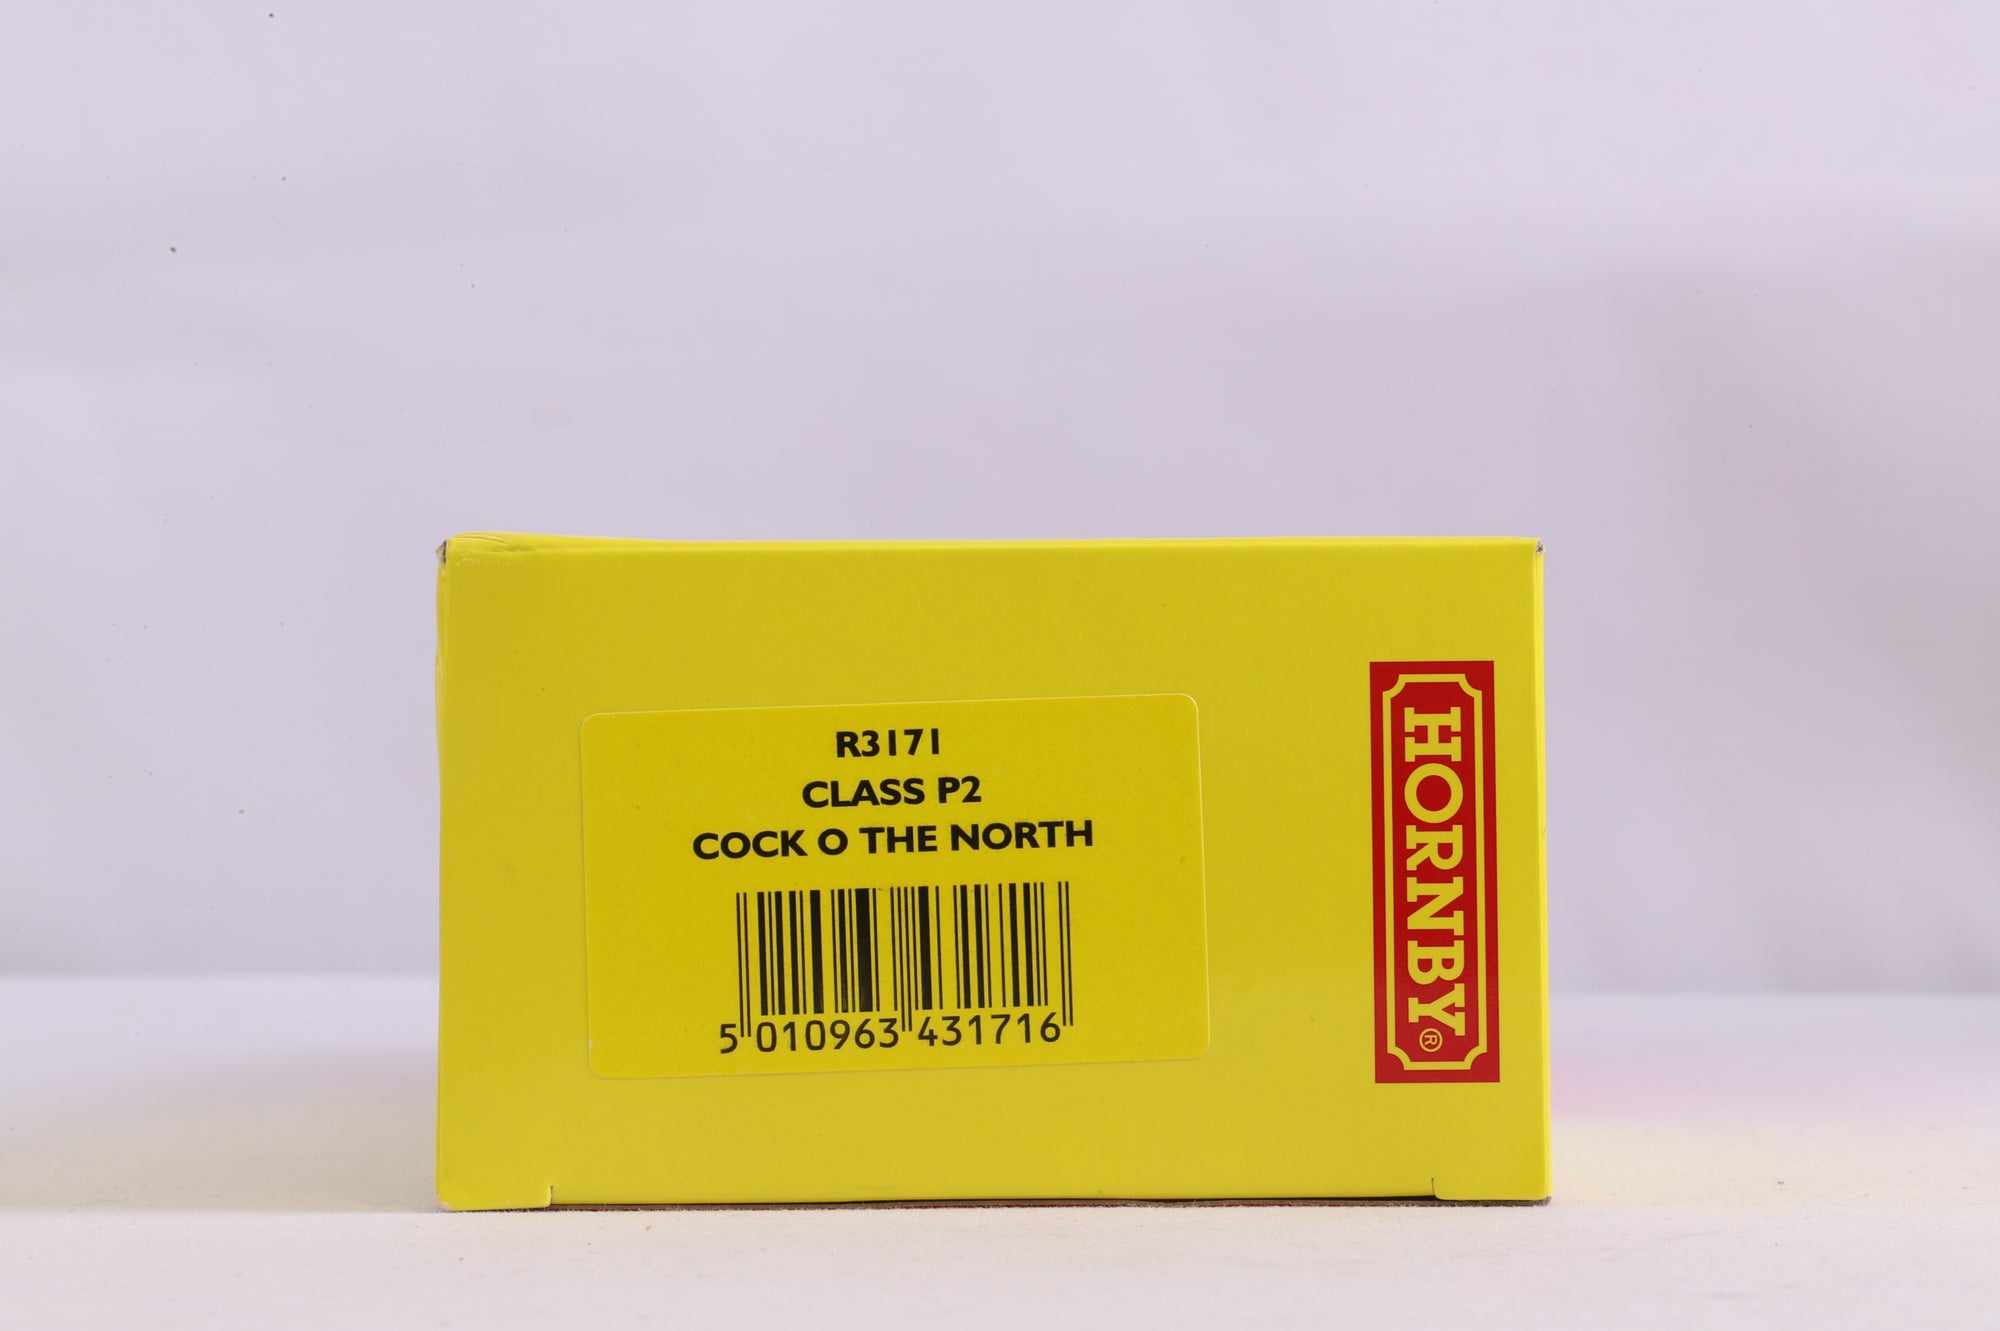 R3171
CLASS P2
COCK O THE NORTH
5 010963 431716
HORNBY®